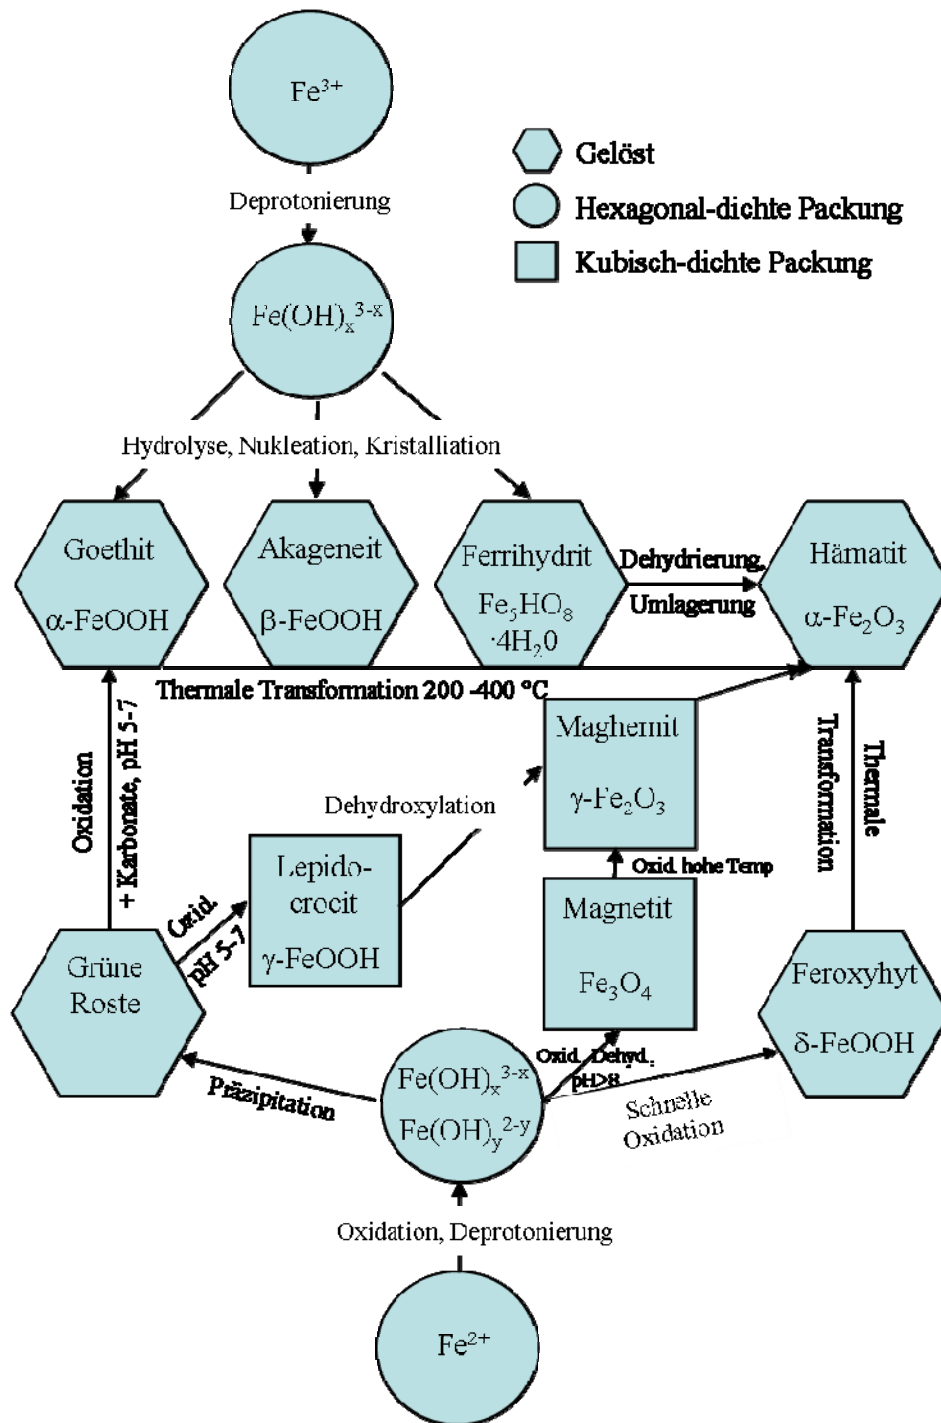 Fe³⁺
Gelöst
Hexagonal-dichte Packung
Kubisch-dichte Packung
Deprotonierung
Fe(OH)ₓ³⁻ˣ
Hydrolyse, Nukleation, Kristalliation
Goethit
α-FeOOH
Akageneit
β-FeOOH
Ferrihydrit
Fe₅HO₈
·4H₂0
Dehydrierung,
Umlagerung
Hämatit
α-Fe₂O₃
Thermale Transformation 200 -400 °C
Oxidation
+ Karbonate, pH 5-7
Maghemit
γ-Fe₂O₃
Thermale
Transformation
Dehydroxylation
Oxid. hohe Temp
Lepido-
crocit
γ-FeOOH
Oxid.
pH 5-7
Magnetit
Fe₃O₄
Grüne
Roste
Feroxyhyt
δ-FeOOH
Oxid. Dehyd.:
pH>8
Präzipitation
Fe(OH)ₓ³⁻ˣ
Fe(OH)ᵧ²⁻ʸ
Schnelle
Oxidation
Oxidation, Deprotonierung
Fe²⁺